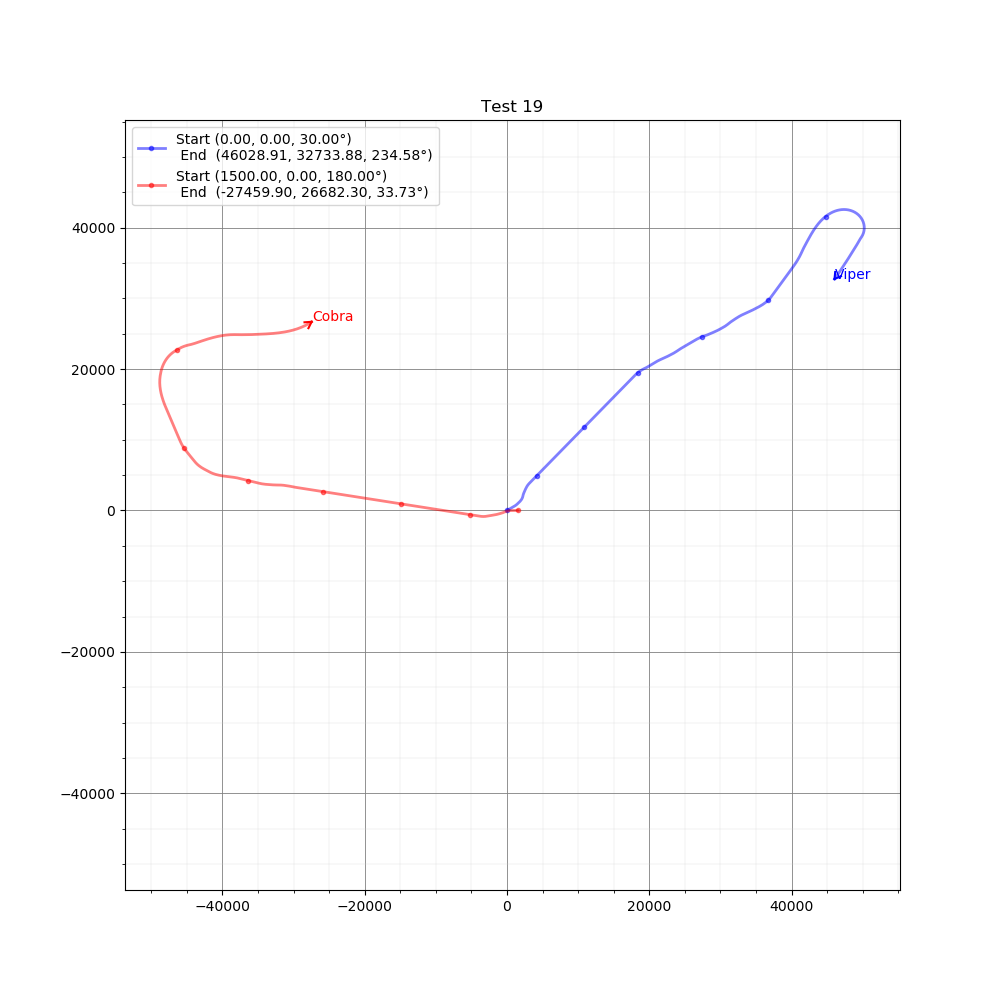 Test 19
Start (0.00, 0.00, 30.00°)
End  (46028.91, 32733.88, 234.58°)
Start (1500.00, 0.00, 180.00°)
End  (-27459.90, 26682.30, 33.73°)
40000
20000
0
−20000
−40000
Viper
Cobra
−40000
−20000
0
20000
40000